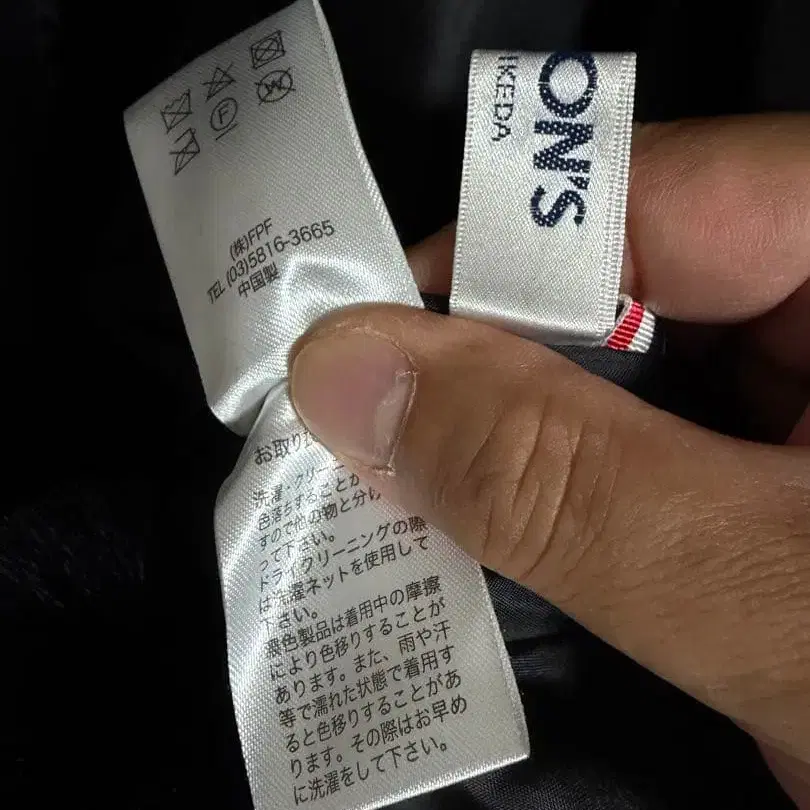 (株)FPF
TEL (03)5816-3665
中国製
お取り扱
洗濯・クリーニ
色落ちすることが
すので他の物と分け
って下さい。
ドライクリーニングの際
は洗濯ネットを使用して
下さい。
濃色製品は着用中の摩擦
により色移りすることが
あります。また、雨や汗
等で濡れた状態で着用す
ると色移りすることがあ
ります。その際はお早め
に洗濯をして下さい。
ON'S
IKEDA
F
W